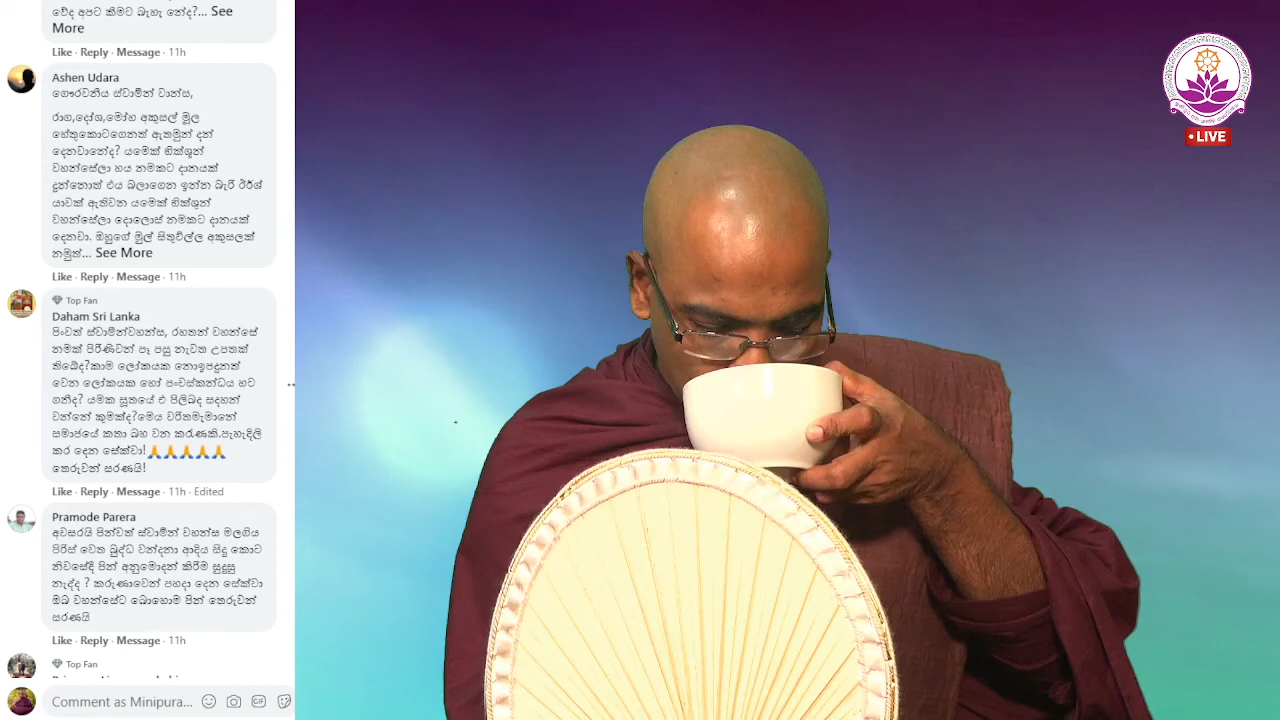 වේද අපට කිමට බැහැ නේද?... See
More
Like · Reply · Message · 11h
Ashen Udara
ගෞරවනීය ස්වාමින් වාන්ස,
රාග,දෝශ,මෝහ අකුසල් මූල
හේතුකොටගෙනත් ඇතමුන් දන්
දෙනවානේද? යමෙක් භික්ශූන්
වහන්සේලා හය නමකට දානයක්
දුන්නොත් එය බලාගෙන ඉන්න බැරි ඊර්ශ්
යාවක් ඇතිවන යමෙක් භික්ශුන්
වහන්සේලා දොලොස් නමකට දානයක්
දෙනවා. ඔහුගේ මුල් සිතුවිල්ල අකුසලක්
නමුත්... See More
Like · Reply · Message · 11h
Top Fan
Daham Sri Lanka
පිංවත් ස්වාමින්වහන්ස, රහතන් වහන්සේ
නමක් පිරිණිවන් පෑ පසු නැවත උපතක්
තිබේද?කාම ලෝකයක නොඉපදුනත්
වෙන ලෝකයක හෝ පංචස්කන්ධය හට
ගනීද? යමක සුතයේ ඒ පිලිබද සදහන්
වන්නේ කුමක්ද?මෙය වර්තමැමානේ
සමාජයේ කතා බහ වන කරැණකි.පැහැදිලි
කර දෙන සේක්වා!🙏🙏🙏🙏🙏
තෙරුවන් සරණයි!
Like · Reply · Message · 11h · Edited
Pramode Parera
අවසරයි පින්වත් ස්වාමීන් වහන්ස මලගිය
පිරිස් වෙත බුද්ධ වන්දනා ආදිය සිදු කොට
නිවසේදී පින් අනුමෝදන් කිරීම සුදුසු
නැද්ද ? කරුණාවෙන් පහදා දෙන සේක්වා
ඔබ වහන්සේට බොහොම පින් තෙරුවන්
සරණයි
Like · Reply · Message · 11h
Top Fan
Comment as Minipura...
GIF
LIVE